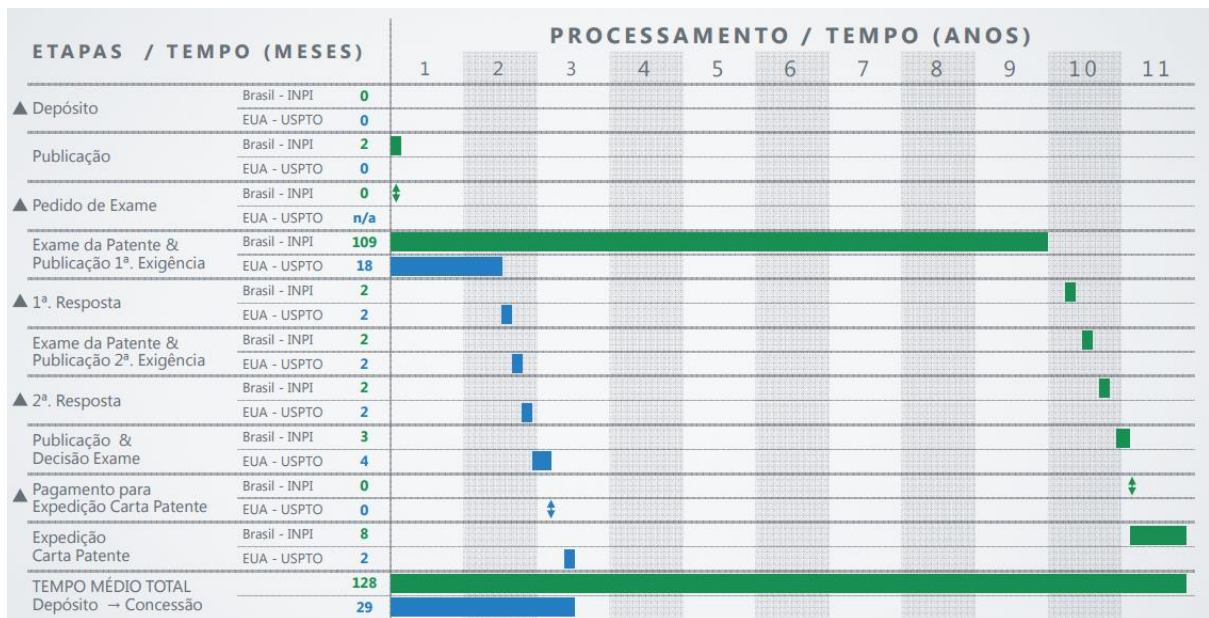 PROCESSAMENTO / TEMPO (ANOS)
ETAPAS / TEMPO (MESES)
1 2 3 4 5 6 7 8 9 10 11
▲ Depósito
Brasil - INPI 0
EUA - USPTO 0
Publicação
Brasil - INPI 2
EUA - USPTO 0
▲ Pedido de Exame
Brasil - INPI 0
EUA - USPTO n/a
Exame da Patente &
Publicação 1ª. Exigência
Brasil - INPI 109
EUA - USPTO 18
▲ 1ª. Resposta
Brasil - INPI 2
EUA - USPTO 2
Exame da Patente &
Publicação 2ª. Exigência
Brasil - INPI 2
EUA - USPTO 2
▲ 2ª. Resposta
Brasil - INPI 2
EUA - USPTO 2
Publicação &
Decisão Exame
Brasil - INPI 3
EUA - USPTO 4
▲ Pagamento para
Expedição Carta Patente
Brasil - INPI 0
EUA - USPTO 0
Expedição
Carta Patente
Brasil - INPI 8
EUA - USPTO 2
TEMPO MÉDIO TOTAL
Depósito → Concessão
128
29